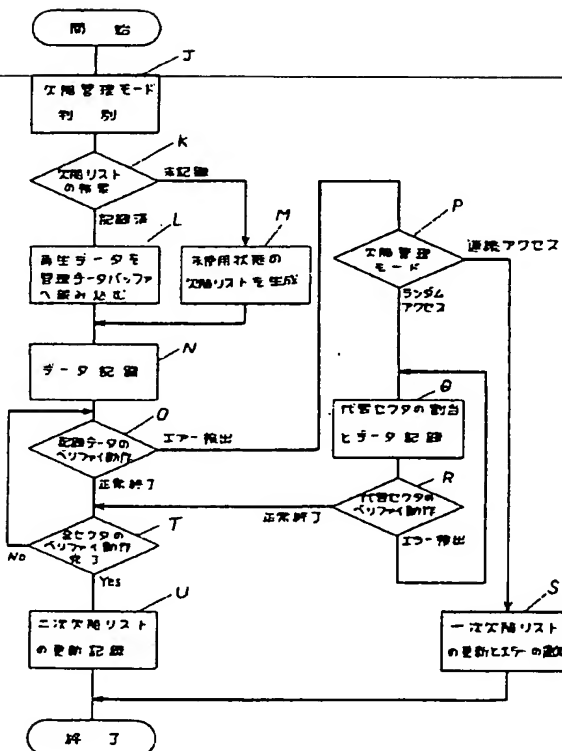 開始
J
欠陥管理モード
判別
K
欠陥リスト
の検索
未記録
記録済
L
再生データを
管理データバッファ
へ読み込む
M
未使用状態の
欠陥リストを生成
N
データ記録
O
記録データの
ベリファイ動作
エラー検出
正常終了
P
欠陥管理
モード
連続アクセス
ランダム
アクセス
Q
代替セクタの割当
とデータ記録
R
代替セクタの
ベリファイ動作
正常終了
エラー検出
T
全セクタの
ベリファイ動作
完了
No
YES
U
二次欠陥リスト
の更新記録
S
一次欠陥リスト
の更新とエラーの
終了